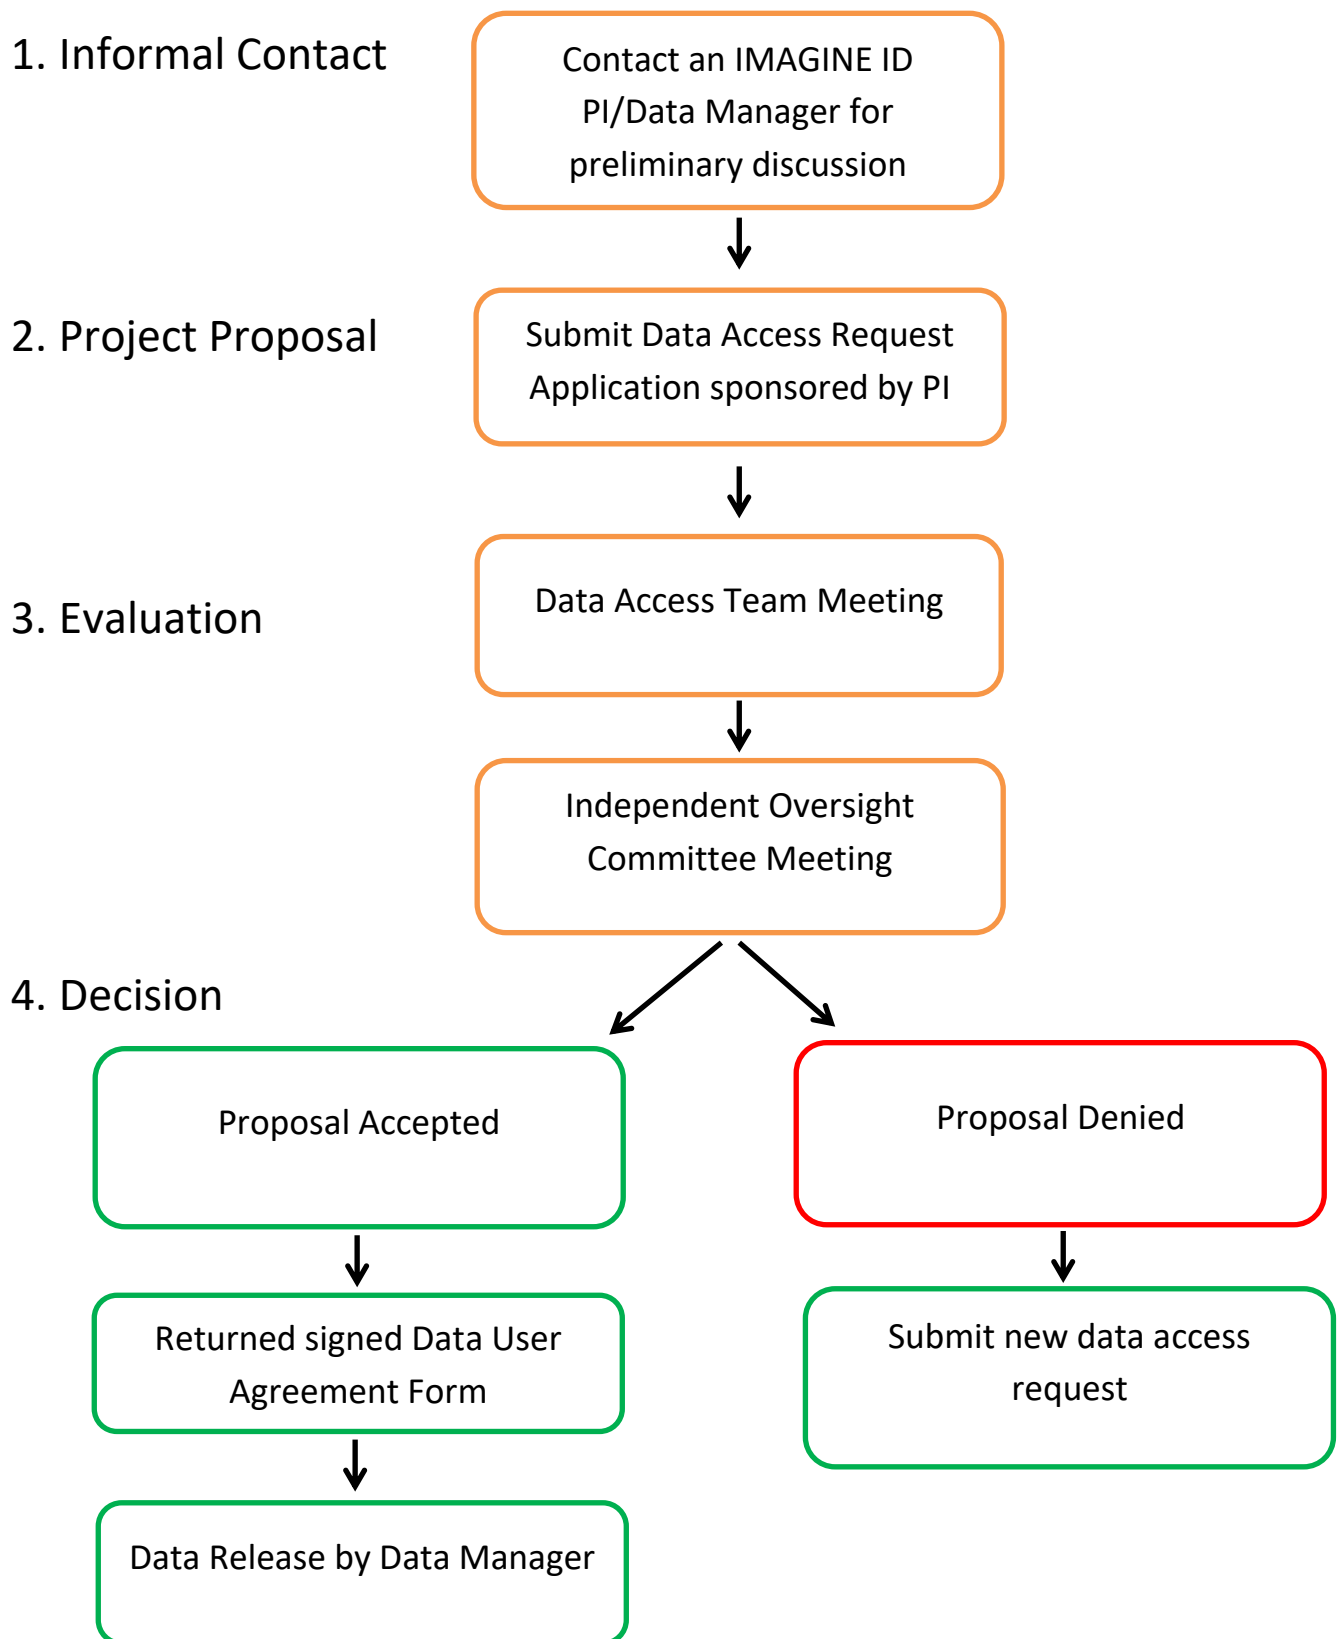 1. Informal Contact
Contact an IMAGINE ID
PI/Data Manager for
preliminary discussion
2. Project Proposal
Submit Data Access Request
Application sponsored by PI
3. Evaluation
Data Access Team Meeting
Independent Oversight
Committee Meeting
4. Decision
Proposal Accepted
Proposal Denied
Returned signed Data User
Agreement Form
Submit new data access
request
Data Release by Data Manager